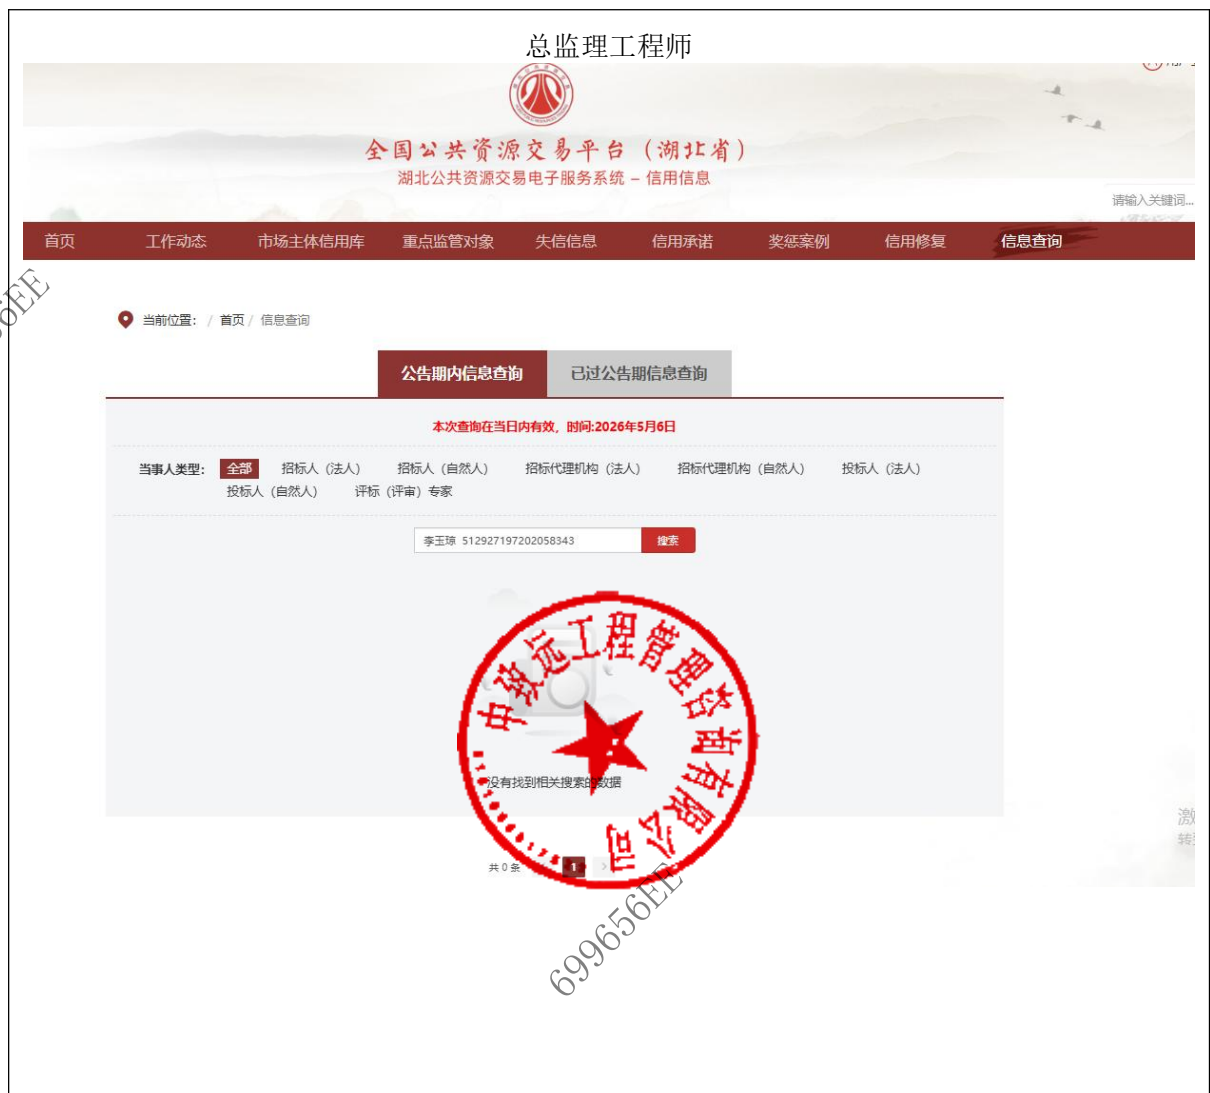 总监理工程师
全国公共资源交易平台（湖北省）
湖北公共资源交易电子服务系统 – 信用信息
请输入关键词...
首页 工作动态 市场主体信用库 重点监管对象 失信信息 信用承诺 奖惩案例 信用修复 信息查询
当前位置： / 首页 / 信息查询
公告期内信息查询 已过公告期信息查询
本次查询在当日内有效，时间:2026年5月6日
当事人类型： 全部 招标人（法人） 招标人（自然人） 招标代理机构（法人） 招标代理机构（自然人） 投标人（法人）
投标人（自然人） 评标（评审）专家
李玉琼 512927197202058343 搜索
中致远工程管理咨询有限公司
没有找到相关搜索的数据
共 0 条 1 >
699656EE